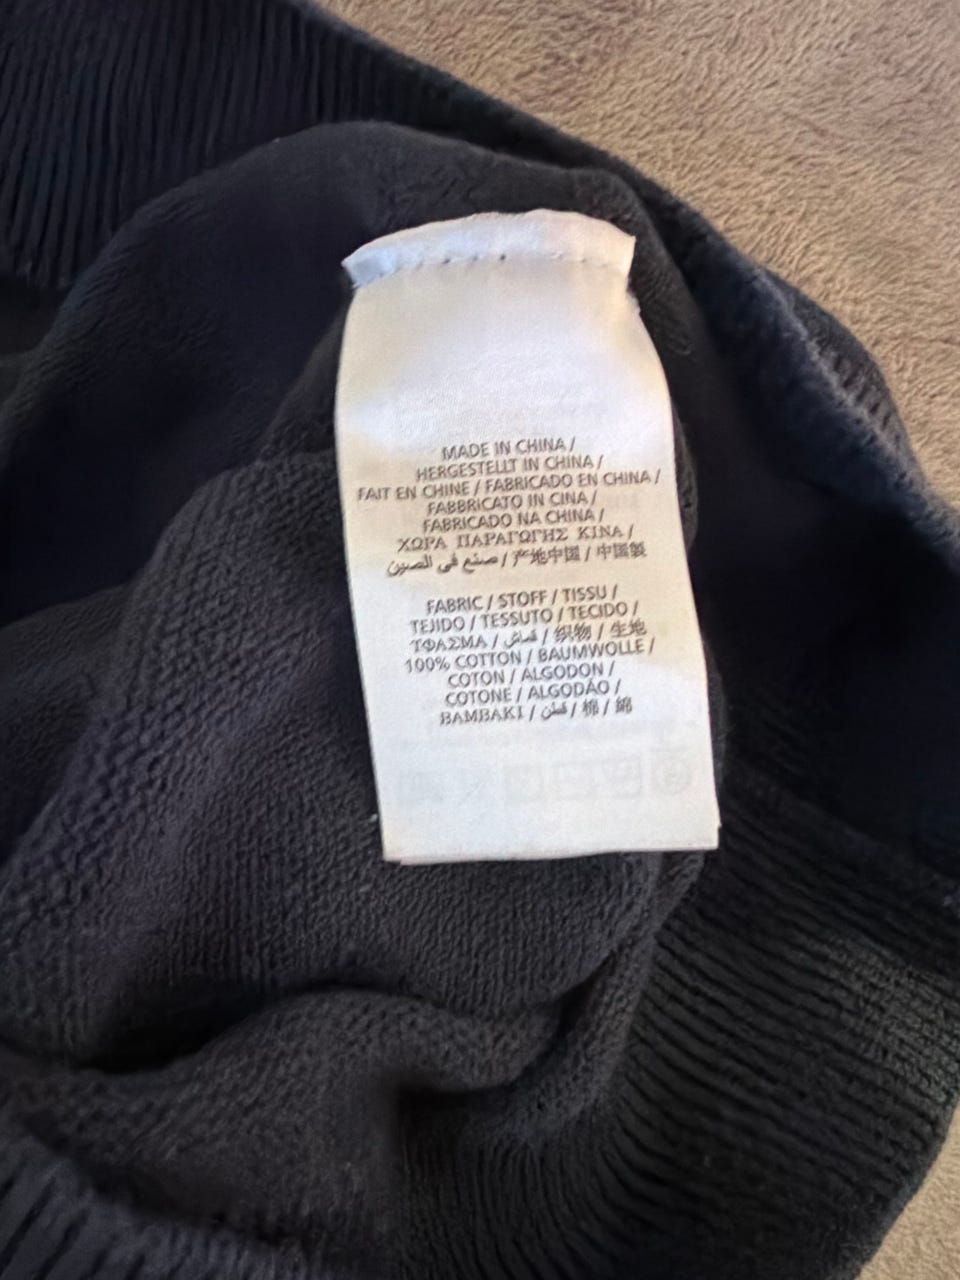 MADE IN CHINA /
HERGESTELLT IN CHINA /
FAIT EN CHINE / FABRICADO EN CHINA /
FABBRICATO IN CINA /
FABRICADO NA CHINA /
ΧΩΡΑ ΠΑΡΑΓΩΓΗΣ ΚΙΝΑ /
صنع في الصين / 产地中国 / 中国製
FABRIC / STOFF / TISSU /
TEJIDO / TESSUTO / TECIDO /
ΤΦΑΣΜΑ / قماش / 织物 / 生地
100% COTTON / BAUMWOLLE /
COTON / ALGODON /
COTONE / ALGODÃO /
ΒΑΜΒΑΚΙ / قطن / 棉 / 綿